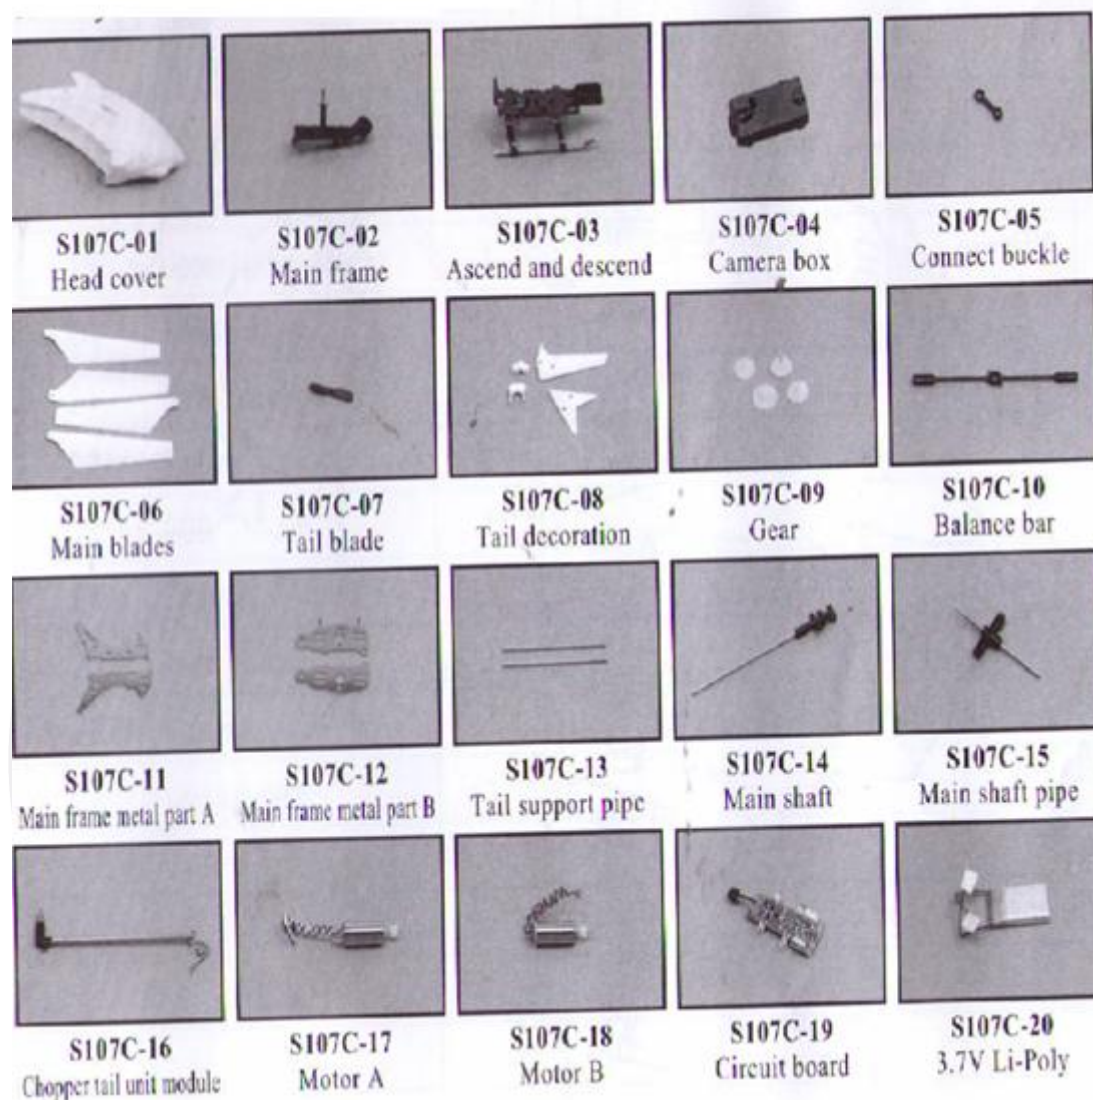 S107C-01
Head cover
S107C-02
Main frame
S107C-03
Ascend and descend
S107C-04
Camera box
S107C-05
Connect buckle
S107C-06
Main blades
S107C-07
Tail blade
S107C-08
Tail decoration
S107C-09
Gear
S107C-10
Balance bar
S107C-11
Main frame metal part A
S107C-12
Main frame metal part B
S107C-13
Tail support pipe
S107C-14
Main shaft
S107C-15
Main shaft pipe
S107C-16
Chopper tail unit module
S107C-17
Motor A
S107C-18
Motor B
S107C-19
Circuit board
S107C-20
3.7V Li-Poly